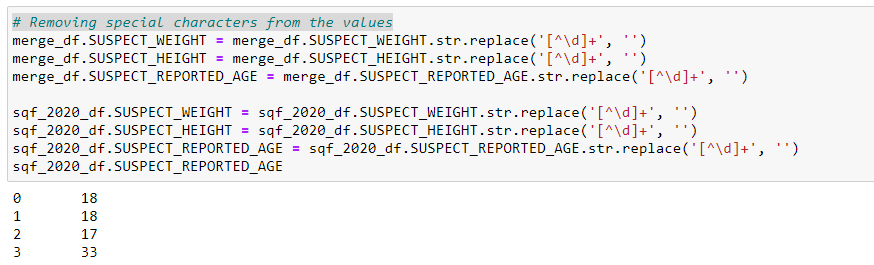 # Removing special characters from the values
merge_df.SUSPECT_WEIGHT = merge_df.SUSPECT_WEIGHT.str.replace('[^\d]+', '')
merge_df.SUSPECT_HEIGHT = merge_df.SUSPECT_HEIGHT.str.replace('[^\d]+', '')
merge_df.SUSPECT_REPORTED_AGE = merge_df.SUSPECT_REPORTED_AGE.str.replace('[^\d]+', '')
sqf_2020_df.SUSPECT_WEIGHT = sqf_2020_df.SUSPECT_WEIGHT.str.replace('[^\d]+', '')
sqf_2020_df.SUSPECT_HEIGHT = sqf_2020_df.SUSPECT_HEIGHT.str.replace('[^\d]+', '')
sqf_2020_df.SUSPECT_REPORTED_AGE = sqf_2020_df.SUSPECT_REPORTED_AGE.str.replace('[^\d]+', '')
sqf_2020_df.SUSPECT_REPORTED_AGE
0 18
1 18
2 17
3 33